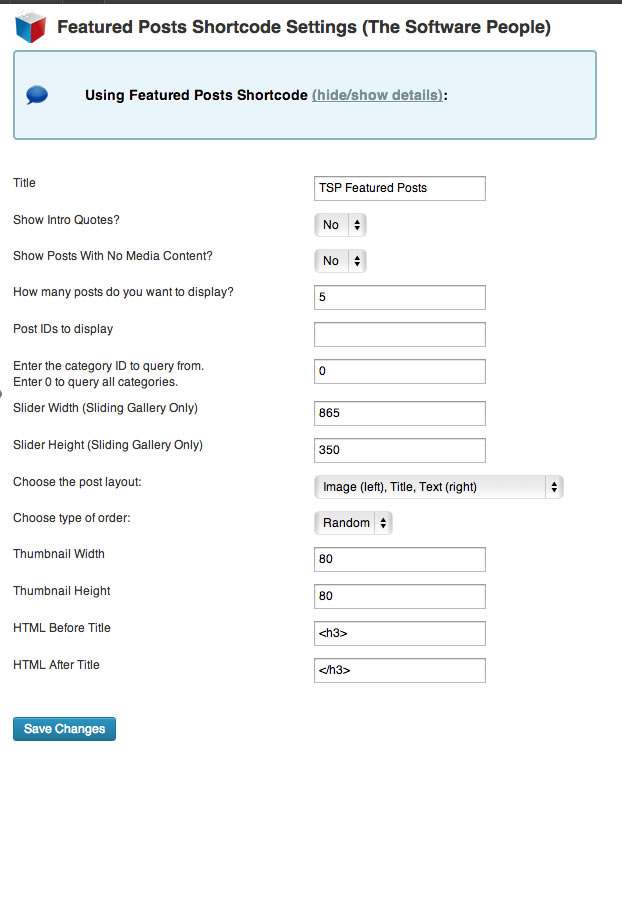 Featured Posts Shortcode Settings (The Software People)
Using Featured Posts Shortcode (hide/show details):
Title
TSP Featured Posts
Show Intro Quotes?
No
Show Posts With No Media Content?
No
How many posts do you want to display?
5
Post IDs to display
Enter the category ID to query from.
Enter 0 to query all categories.
0
Slider Width (Sliding Gallery Only)
865
Slider Height (Sliding Gallery Only)
350
Choose the post layout:
Image (left), Title, Text (right)
Choose type of order:
Random
Thumbnail Width
80
Thumbnail Height
80
HTML Before Title
<h3>
HTML After Title
</h3>
Save Changes